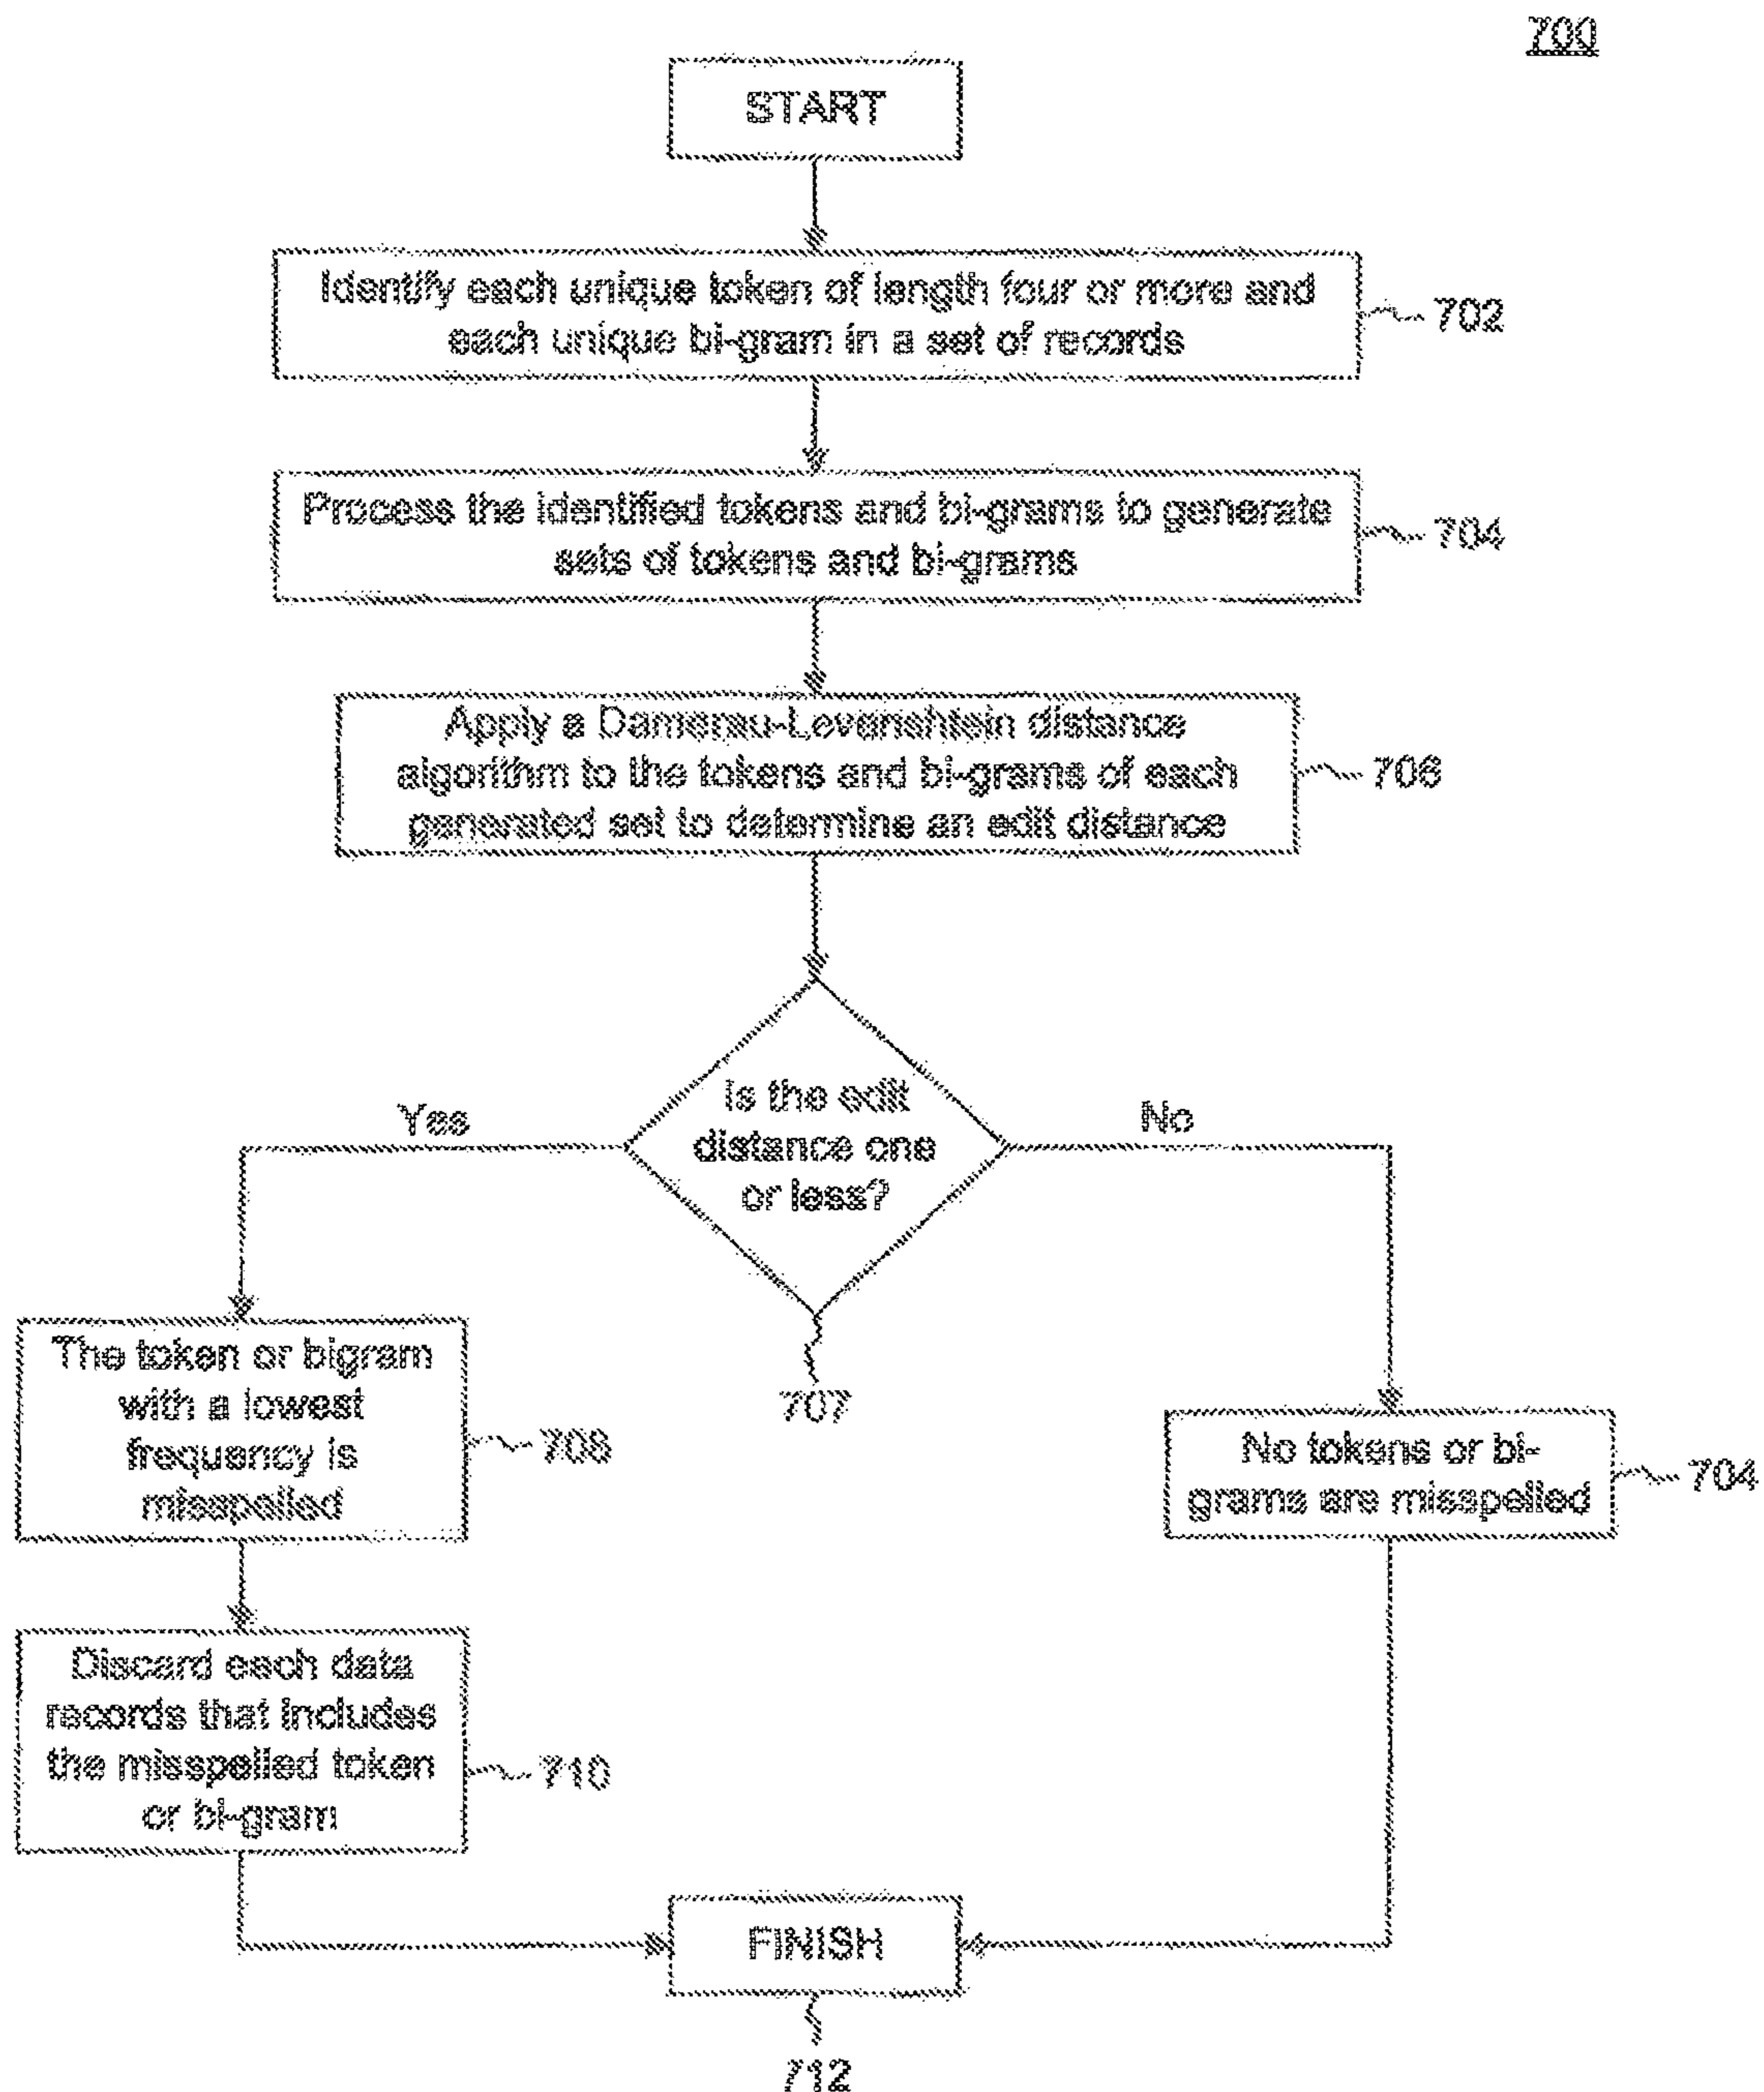 700
START
Identify each unique token of length four or more and
each unique bi-gram in a set of records
702
Process the identified tokens and bi-grams to generate
sets of tokens and bi-grams
704
Apply a Damerau-Levenshtein distance
algorithm to the tokens and bi-grams of each
generated set to determine an edit distance
706
Is the edit
distance one
or less?
Yes
No
707
The token or bigram
with a lowest
frequency is
misspelled
708
No tokens or bi-
grams are misspelled
704
Discard each data
records that includes
the misspelled token
or bi-gram
710
FINISH
712